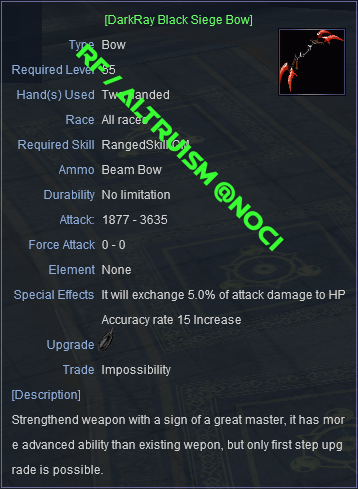 [DarkRay Black Siege Bow]
Type Bow
Required Level 55
Hand(s) Used Two Handed
Race All races
Required Skill RangedSkill
Ammo Beam Bow
Durability No limitation
Attack: 1877 - 3635
Force Attack 0 - 0
Element None
Special Effects It will exchange 5.0% of attack damage to HP
Accuracy rate 15 Increase
Upgrade
Trade Impossibility
[Description]
Strengthend weapon with a sign of a great master, it has mor
e advanced ability than existing wepon, but only first step upg
rade is possible.
RF / ALTRUISM @NOCI